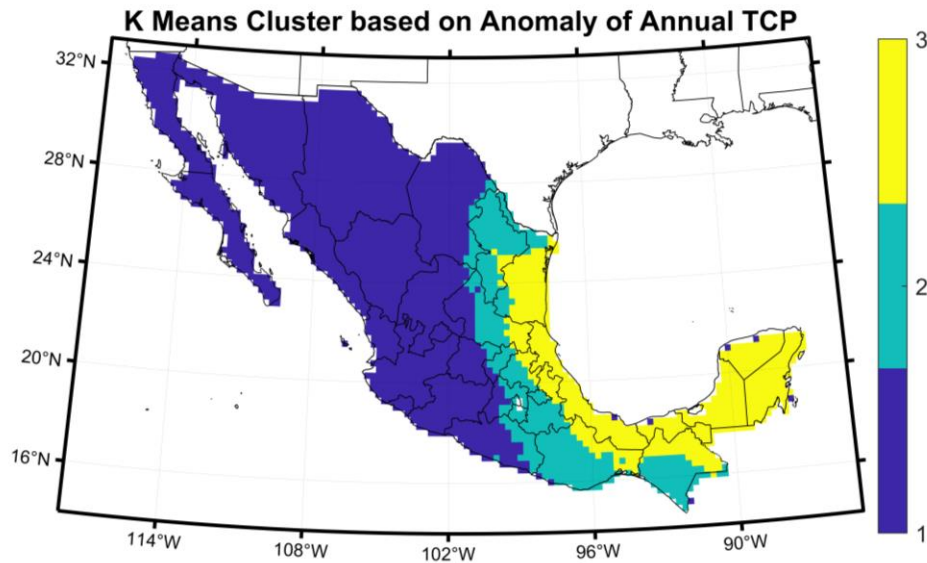 K Means Cluster based on Anomaly of Annual TCP
32°N
28°N
24°N
20°N
16°N
114°W
108°W
102°W
96°W
90°W
3
2
1